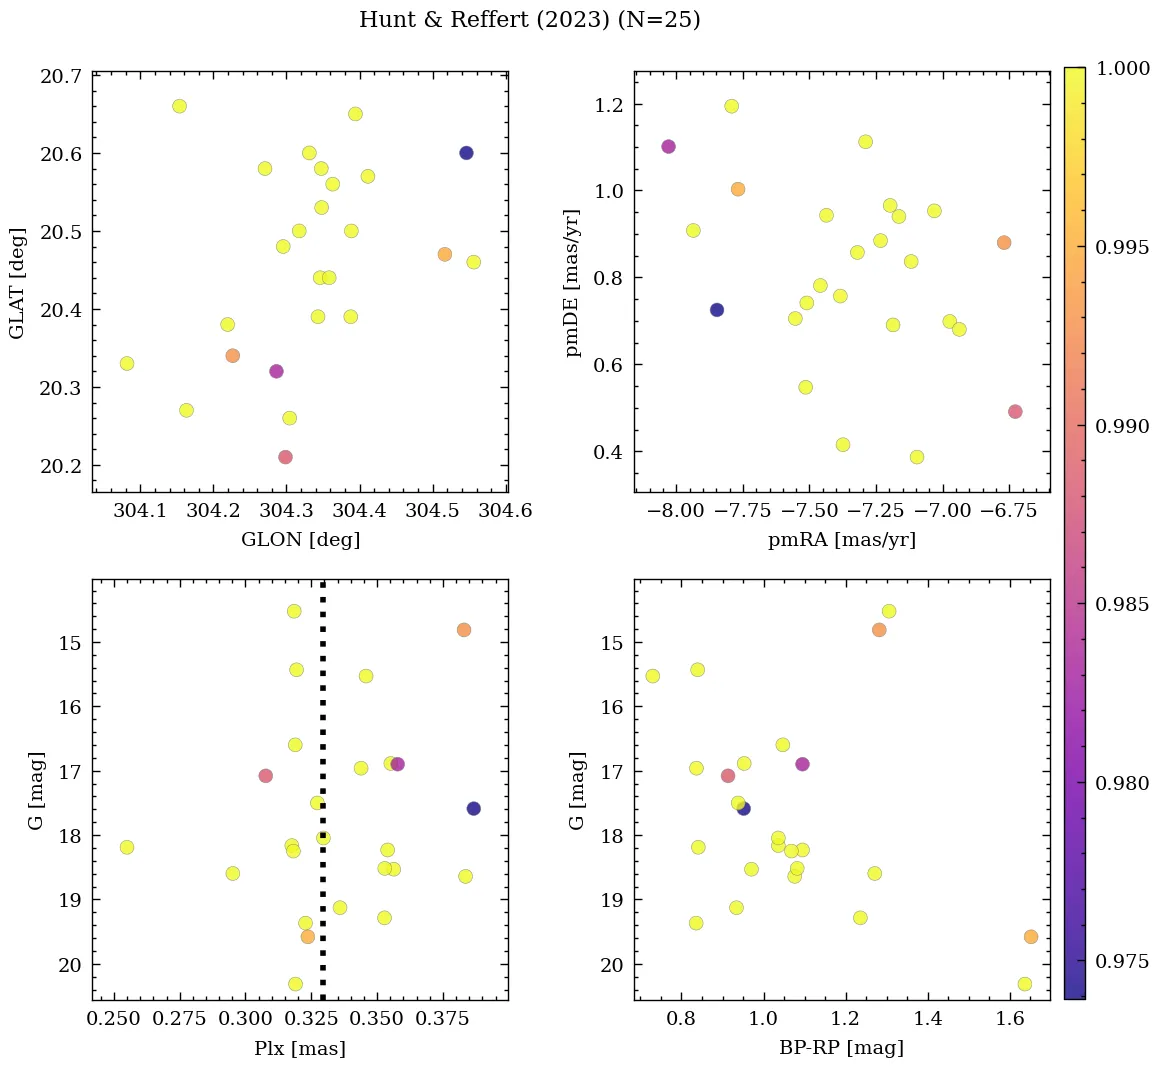 Hunt & Reffert (2023) (N=25)
20.7
20.6
20.5
20.4
20.3
20.2
GLAT [deg]
304.1 304.2 304.3 304.4 304.5 304.6
GLON [deg]
1.2
1.0
0.8
0.6
0.4
pmDE [mas/yr]
−8.00 −7.75 −7.50 −7.25 −7.00 −6.75
pmRA [mas/yr]
15
16
17
18
19
20
G [mag]
0.250 0.275 0.300 0.325 0.350 0.375
Plx [mas]
15
16
17
18
19
20
G [mag]
0.8 1.0 1.2 1.4 1.6
BP-RP [mag]
1.000
0.995
0.990
0.985
0.980
0.975